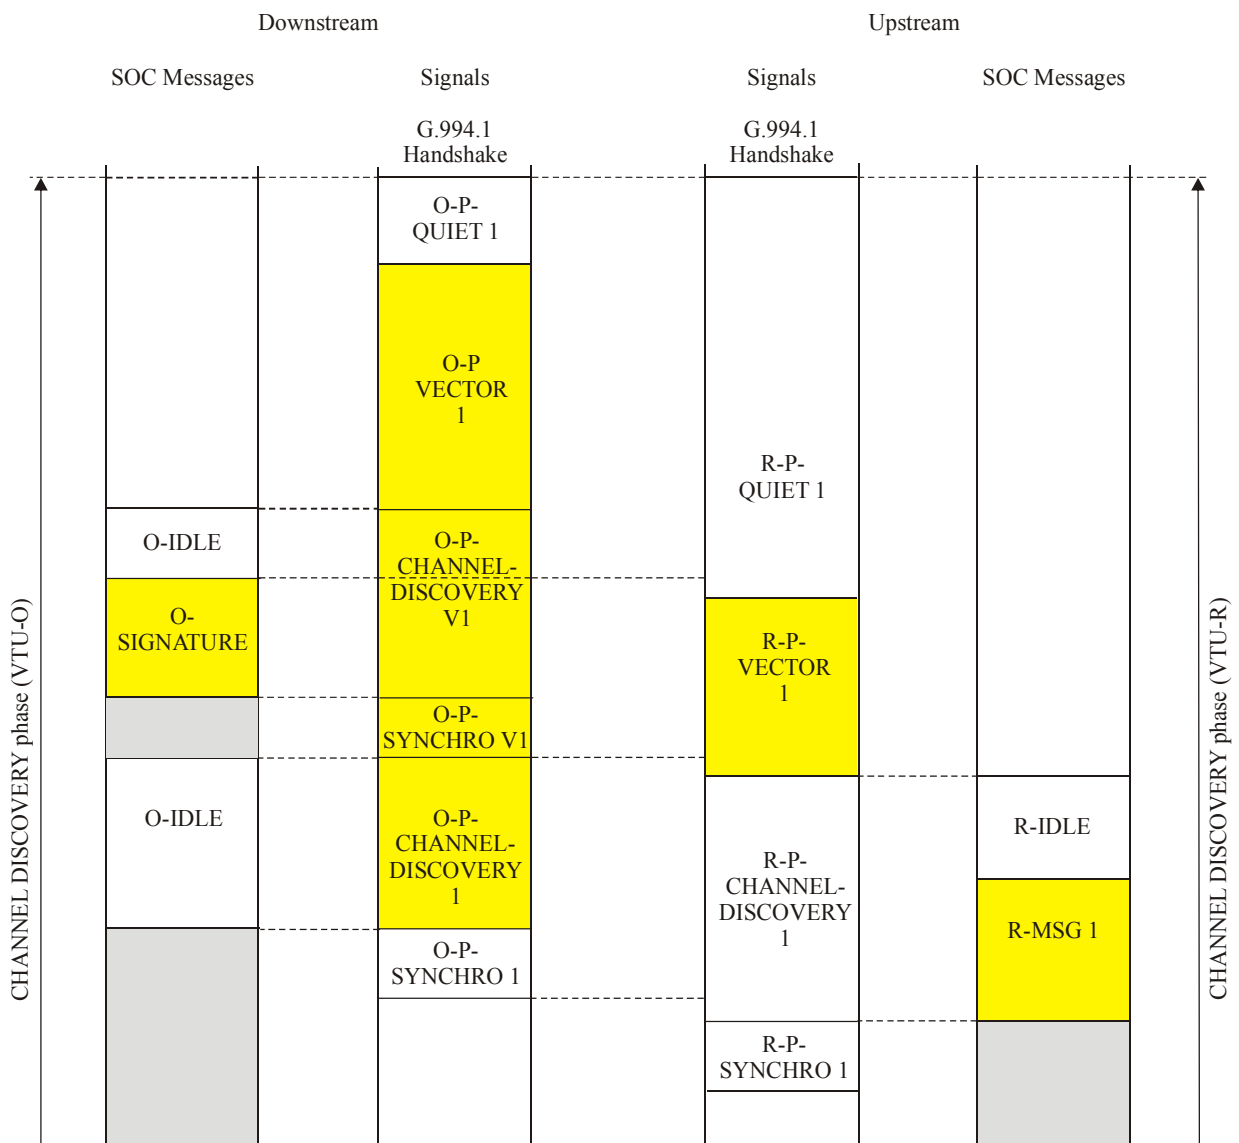 Downstream
Upstream
SOC Messages
Signals
Signals
SOC Messages
G.994.1
Handshake
G.994.1
Handshake
O-P-
QUIET 1
O-P
VECTOR
1
R-P-
QUIET 1
O-IDLE
O-P-
CHANNEL-
DISCOVERY
V1
O-
SIGNATURE
R-P-
VECTOR
1
O-P-
SYNCHRO V1
O-IDLE
O-P-
CHANNEL-
DISCOVERY
1
R-IDLE
R-P-
CHANNEL-
DISCOVERY
1
R-MSG 1
O-P-
SYNCHRO 1
R-P-
SYNCHRO 1
CHANNEL DISCOVERY phase (VTU-O)
CHANNEL DISCOVERY phase (VTU-R)